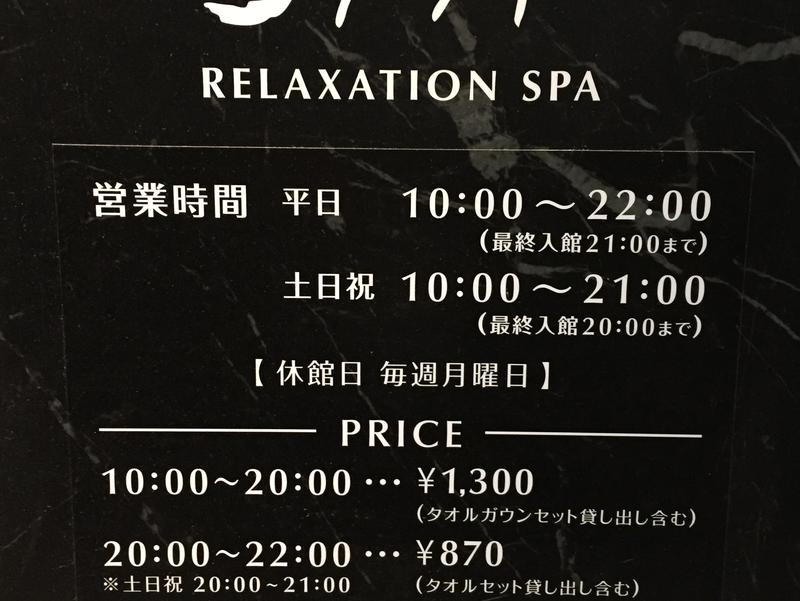 RELAXATION SPA
営業時間 平日 10:00〜22:00
(最終入館21:00まで)
土日祝 10:00〜21:00
(最終入館20:00まで)
【 休館日 毎週月曜日 】
PRICE
10:00〜20:00 … ¥1,300
(タオルガウンセット貸し出し含む)
20:00〜22:00 … ¥870
※土日祝 20:00~21:00 (タオルセット貸し出し含む)